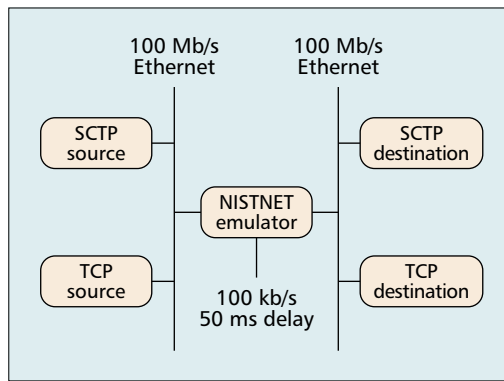 100 Mb/s
Ethernet
100 Mb/s
Ethernet
SCTP
source
SCTP
destination
NISTNET
emulator
TCP
source
TCP
destination
100 kb/s
50 ms delay